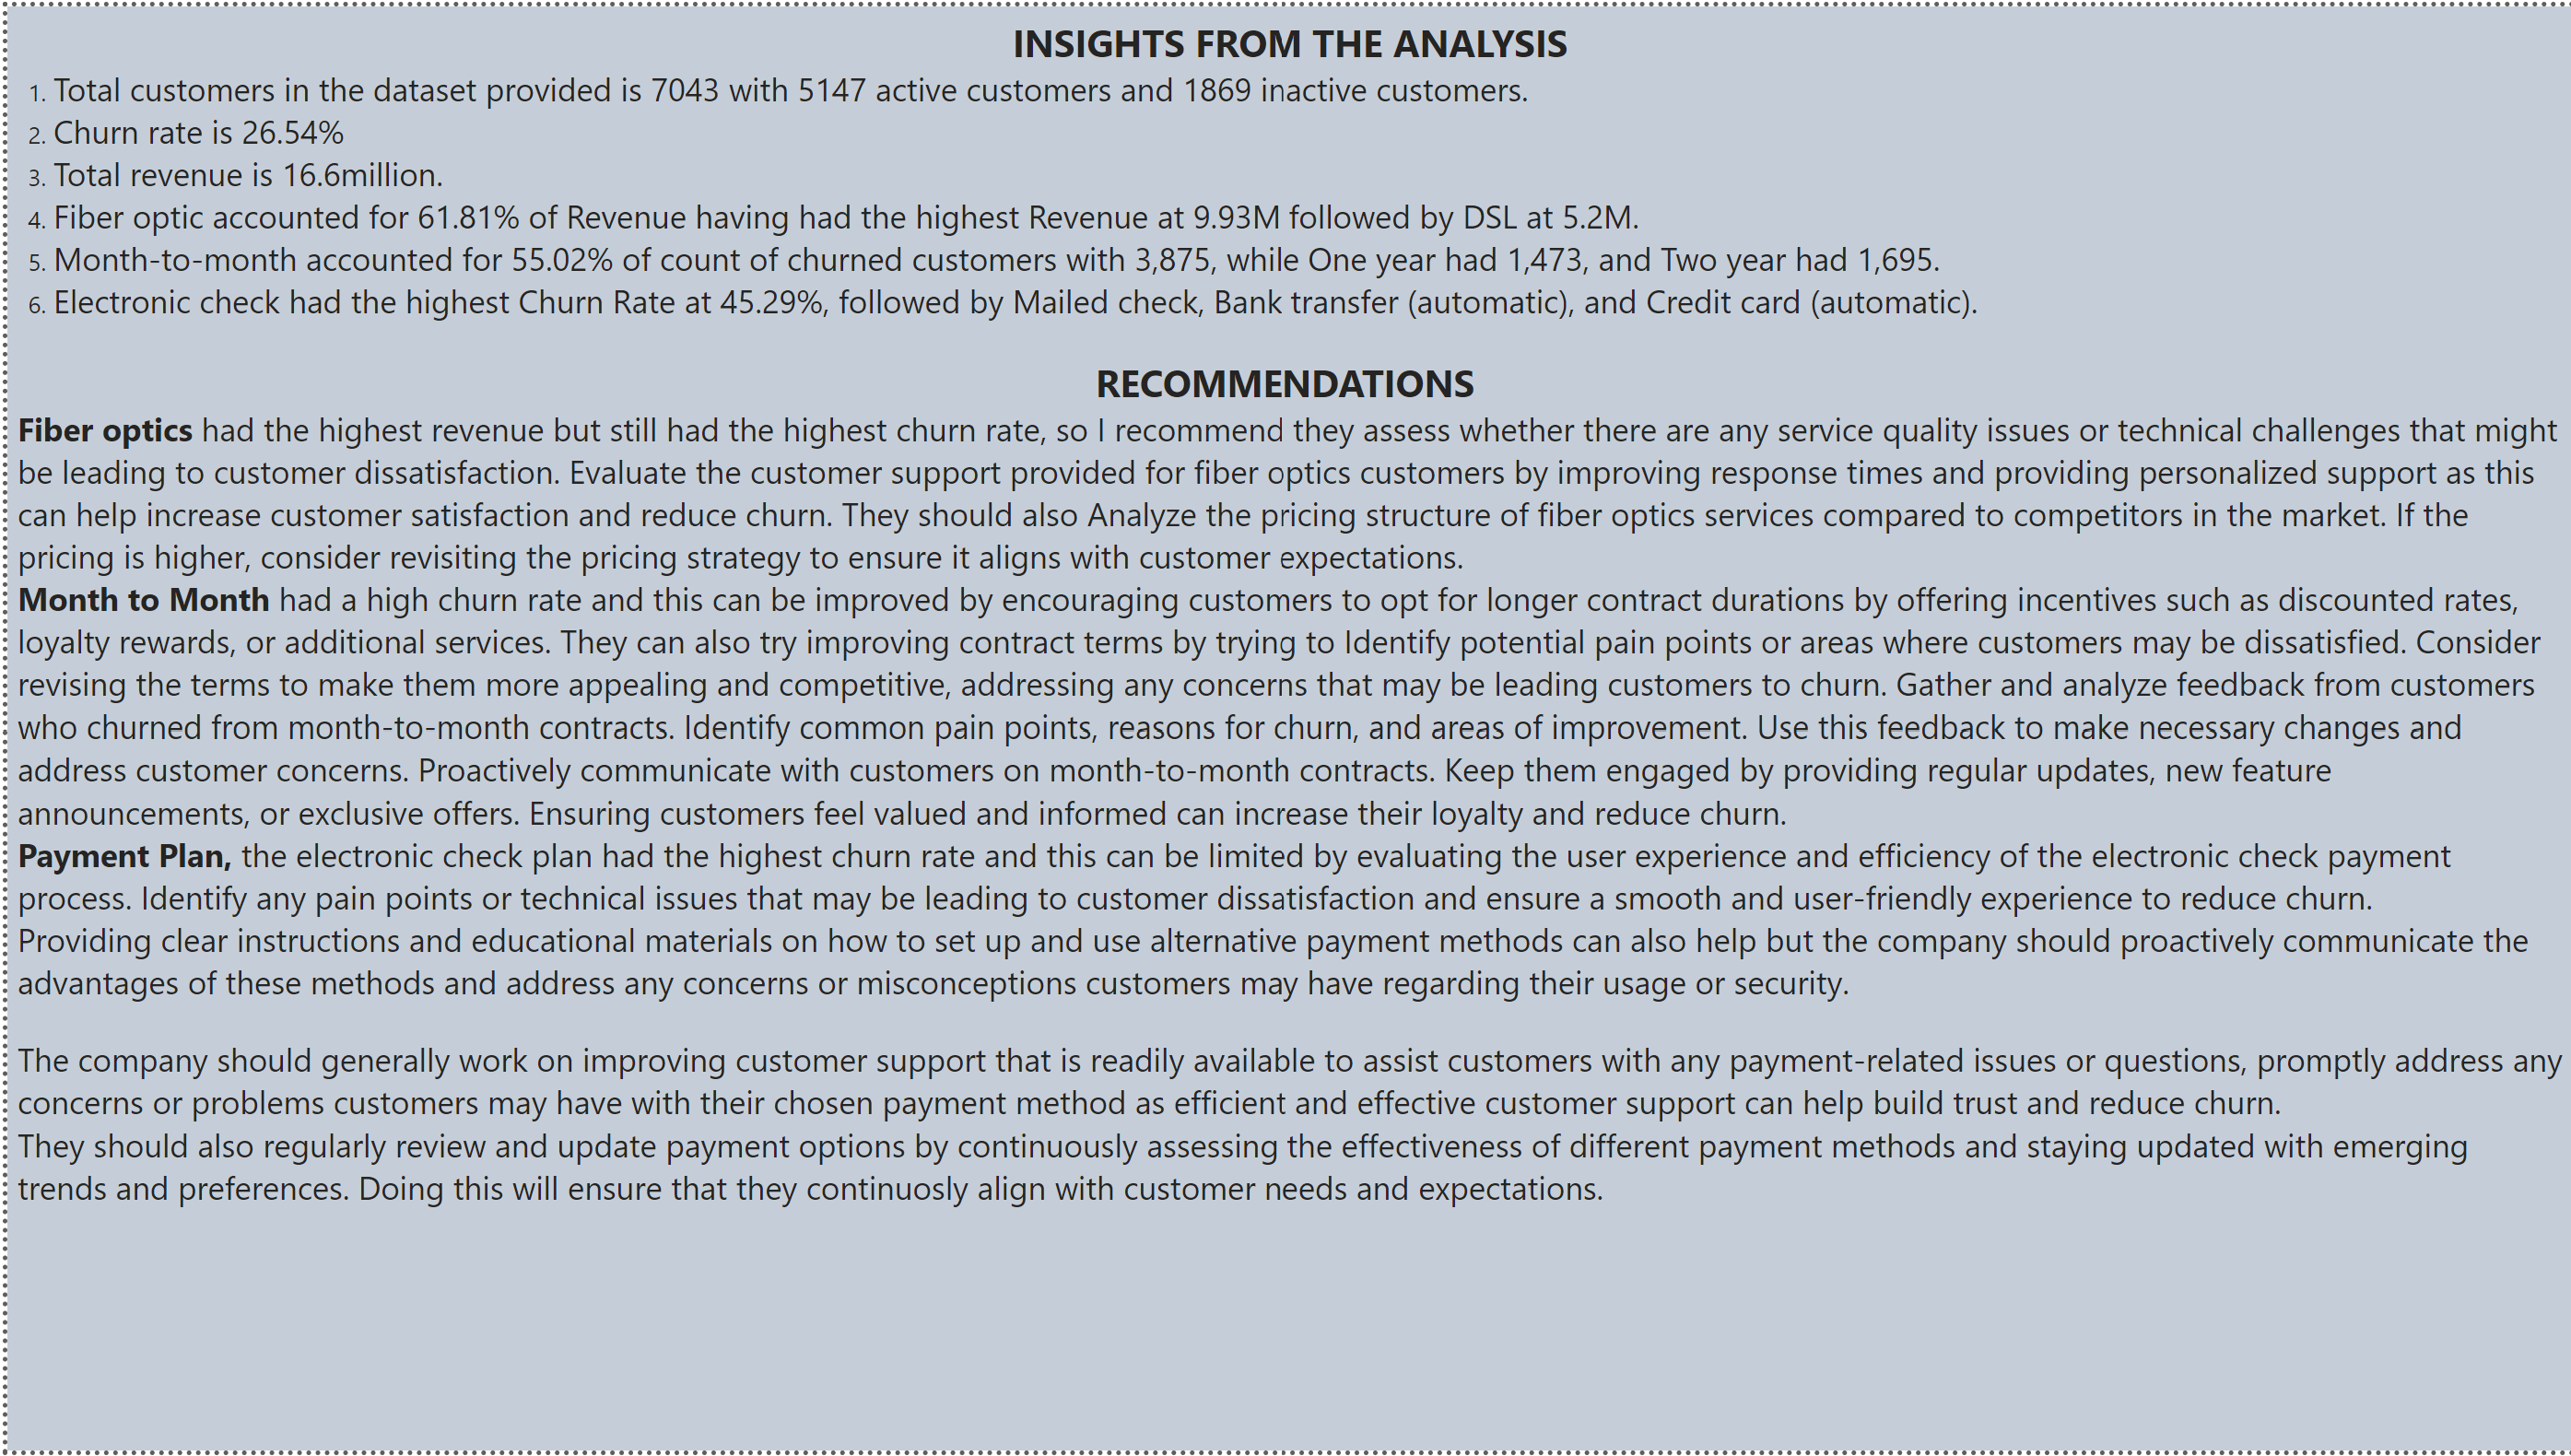 INSIGHTS FROM THE ANALYSIS
1. Total customers in the dataset provided is 7043 with 5147 active customers and 1869 inactive customers.
2. Churn rate is 26.54%
3. Total revenue is 16.6million.
4. Fiber optic accounted for 61.81% of Revenue having had the highest Revenue at 9.93M followed by DSL at 5.2M.
5. Month-to-month accounted for 55.02% of count of churned customers with 3,875, while One year had 1,473, and Two year had 1,695.
6. Electronic check had the highest Churn Rate at 45.29%, followed by Mailed check, Bank transfer (automatic), and Credit card (automatic).
RECOMMENDATIONS
Fiber optics had the highest revenue but still had the highest churn rate, so I recommend they assess whether there are any service quality issues or technical challenges that might
be leading to customer dissatisfaction. Evaluate the customer support provided for fiber optics customers by improving response times and providing personalized support as this
can help increase customer satisfaction and reduce churn. They should also Analyze the pricing structure of fiber optics services compared to competitors in the market. If the
pricing is higher, consider revisiting the pricing strategy to ensure it aligns with customer expectations.
Month to Month had a high churn rate and this can be improved by encouraging customers to opt for longer contract durations by offering incentives such as discounted rates,
loyalty rewards, or additional services. They can also try improving contract terms by trying to Identify potential pain points or areas where customers may be dissatisfied. Consider
revising the terms to make them more appealing and competitive, addressing any concerns that may be leading customers to churn. Gather and analyze feedback from customers
who churned from month-to-month contracts. Identify common pain points, reasons for churn, and areas of improvement. Use this feedback to make necessary changes and
address customer concerns. Proactively communicate with customers on month-to-month contracts. Keep them engaged by providing regular updates, new feature
announcements, or exclusive offers. Ensuring customers feel valued and informed can increase their loyalty and reduce churn.
Payment Plan, the electronic check plan had the highest churn rate and this can be limited by evaluating the user experience and efficiency of the electronic check payment
process. Identify any pain points or technical issues that may be leading to customer dissatisfaction and ensure a smooth and user-friendly experience to reduce churn.
Providing clear instructions and educational materials on how to set up and use alternative payment methods can also help but the company should proactively communicate the
advantages of these methods and address any concerns or misconceptions customers may have regarding their usage or security.
The company should generally work on improving customer support that is readily available to assist customers with any payment-related issues or questions, promptly address any
concerns or problems customers may have with their chosen payment method as efficient and effective customer support can help build trust and reduce churn.
They should also regularly review and update payment options by continuously assessing the effectiveness of different payment methods and staying updated with emerging
trends and preferences. Doing this will ensure that they continuosly align with customer needs and expectations.